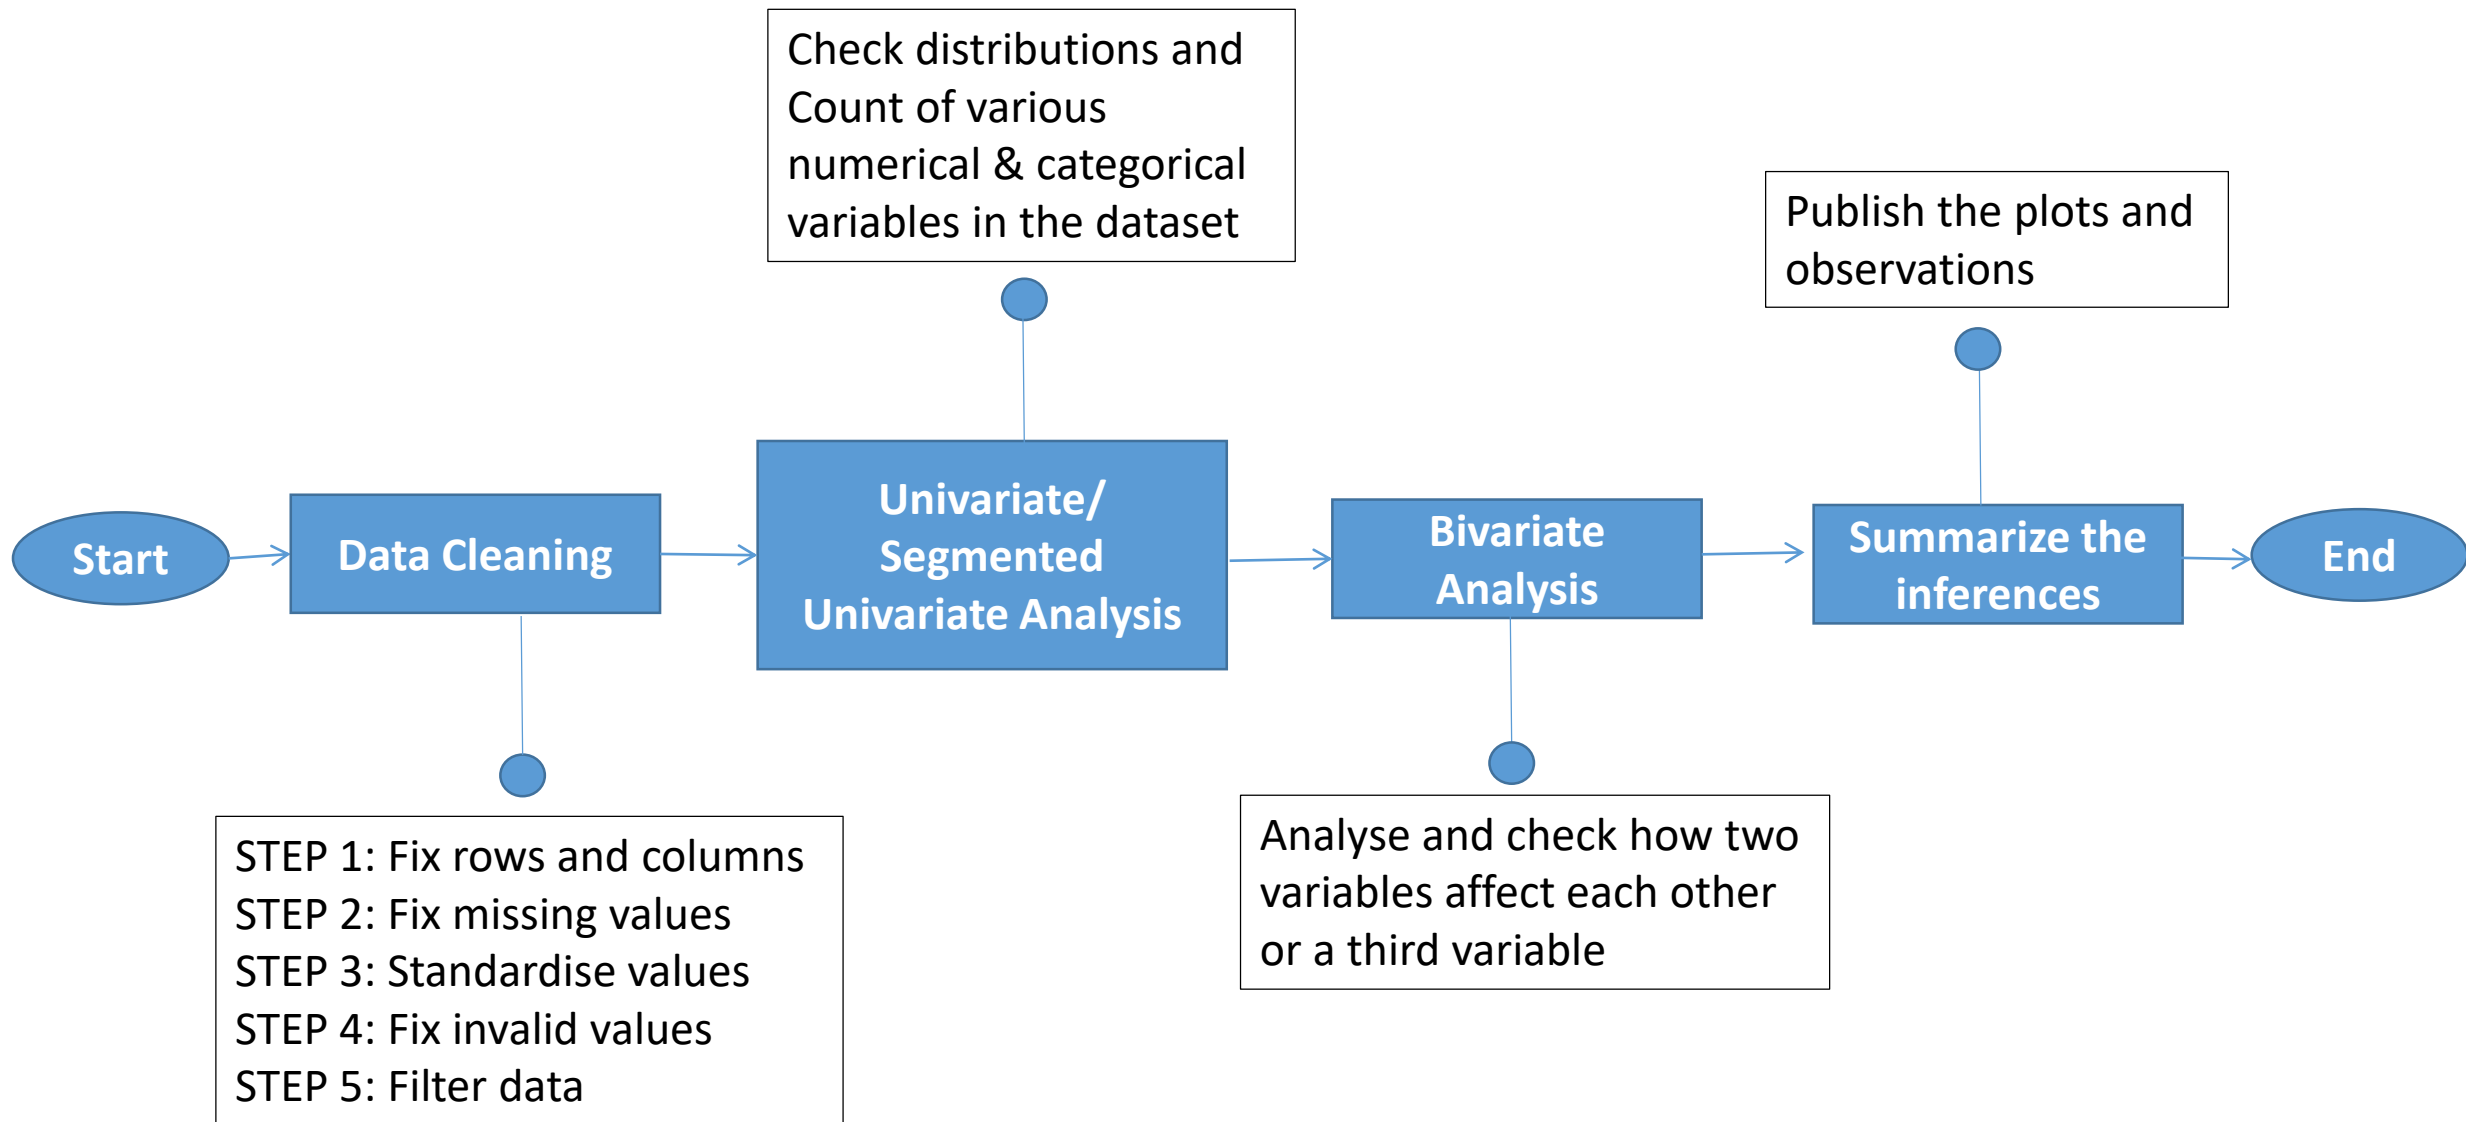 Check distributions and
Count of various
numerical & categorical
variables in the dataset
Publish the plots and
observations
Start
Data Cleaning
Univariate/
Segmented
Univariate Analysis
Bivariate
Analysis
Summarize the
inferences
End
STEP 1: Fix rows and columns
STEP 2: Fix missing values
STEP 3: Standardise values
STEP 4: Fix invalid values
STEP 5: Filter data
Analyse and check how two
variables affect each other
or a third variable